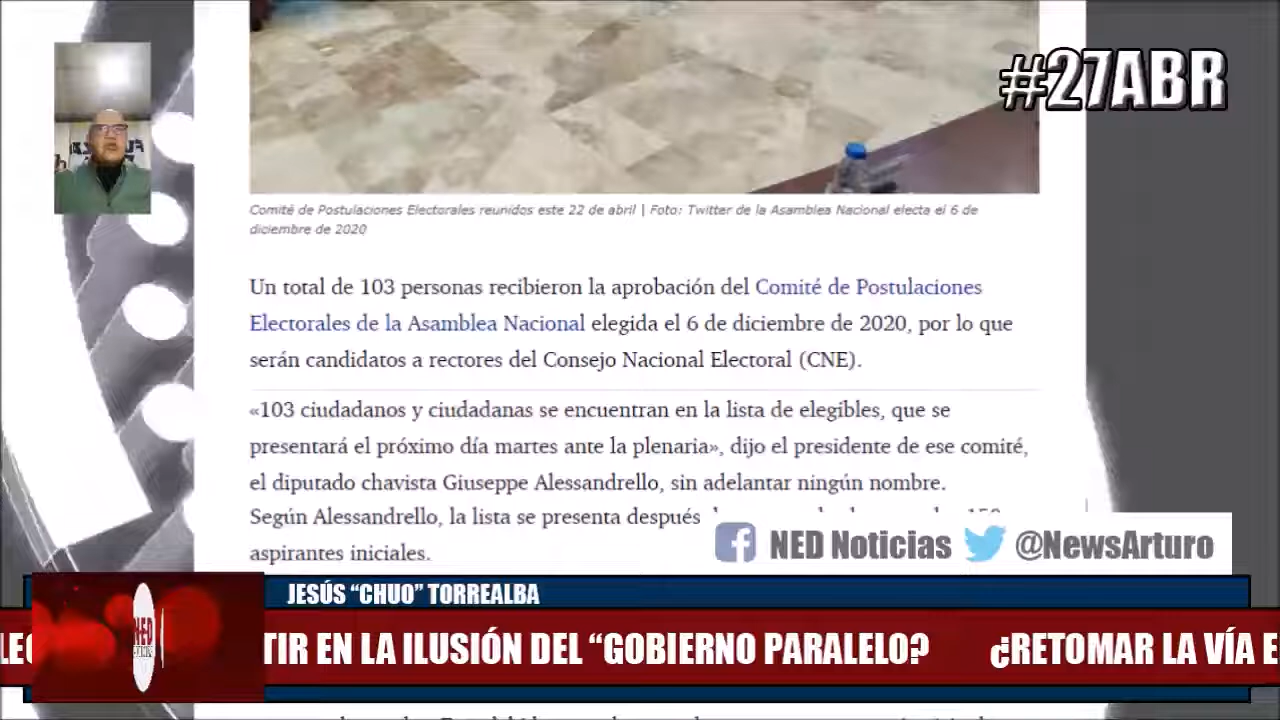 #27ABR
Comité de Postulaciones Electorales reunidos este 22 de abril | Foto: Twitter de la Asamblea Nacional electa el 6 de
diciembre de 2020
Un total de 103 personas recibieron la aprobación del Comité de Postulaciones
Electorales de la Asamblea Nacional elegida el 6 de diciembre de 2020, por lo que
serán candidatos a rectores del Consejo Nacional Electoral (CNE).
«103 ciudadanos y ciudadanas se encuentran en la lista de elegibles, que se
presentará el próximo día martes ante la plenaria», dijo el presidente de ese comité,
el diputado chavista Giuseppe Alessandrello, sin adelantar ningún nombre.
Según Alessandrello, la lista se presenta después
aspirantes iniciales.
NED Noticias @NewsArturo
JESÚS “CHUO” TORREALBA
TIR EN LA ILUSIÓN DEL “GOBIERNO PARALELO? ¿RETOMAR LA VÍA E
NED